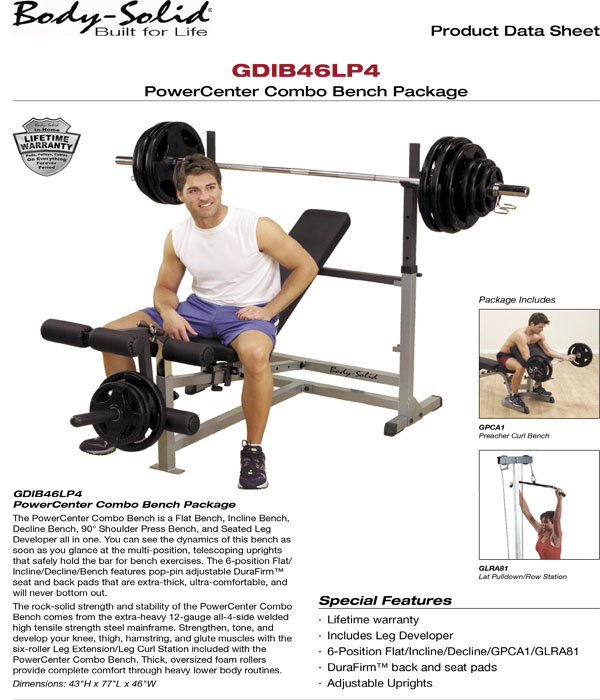 Body-Solid®
Built for Life
Product Data Sheet
GDIB46LP4
PowerCenter Combo Bench Package
Body-Solid
In-Home
LIFETIME
WARRANTY
Pads, Pulleys, Cables
On Everything
Forever
Period
Body-Solid
Package Includes
GPCA1
Preacher Curl Bench
GLRA81
Lat Pulldown/Row Station
GDIB46LP4
PowerCenter Combo Bench Package
The PowerCenter Combo Bench is a Flat Bench, Incline Bench,
Decline Bench, 90° Shoulder Press Bench, and Seated Leg
Developer all in one. You can see the dynamics of this bench as
soon as you glance at the multi-position, telescoping uprights
that safely hold the bar for bench exercises. The 6-position Flat/
Incline/Decline/Bench features pop-pin adjustable DuraFirm™
seat and back pads that are extra-thick, ultra-comfortable, and
will never bottom out.
The rock-solid strength and stability of the PowerCenter Combo
Bench comes from the extra-heavy 12-gauge all-4-side welded
high tensile strength steel mainframe. Strengthen, tone, and
develop your knee, thigh, hamstring, and glute muscles with the
six-roller Leg Extension/Leg Curl Station included with the
PowerCenter Combo Bench. Thick, oversized foam rollers
provide complete comfort through heavy lower body routines.
Dimensions: 43"H x 77"L x 46"W
Special Features
· Lifetime warranty
· Includes Leg Developer
· 6-Position Flat/Incline/Decline/GPCA1/GLRA81
· DuraFirm™ back and seat pads
· Adjustable Uprights